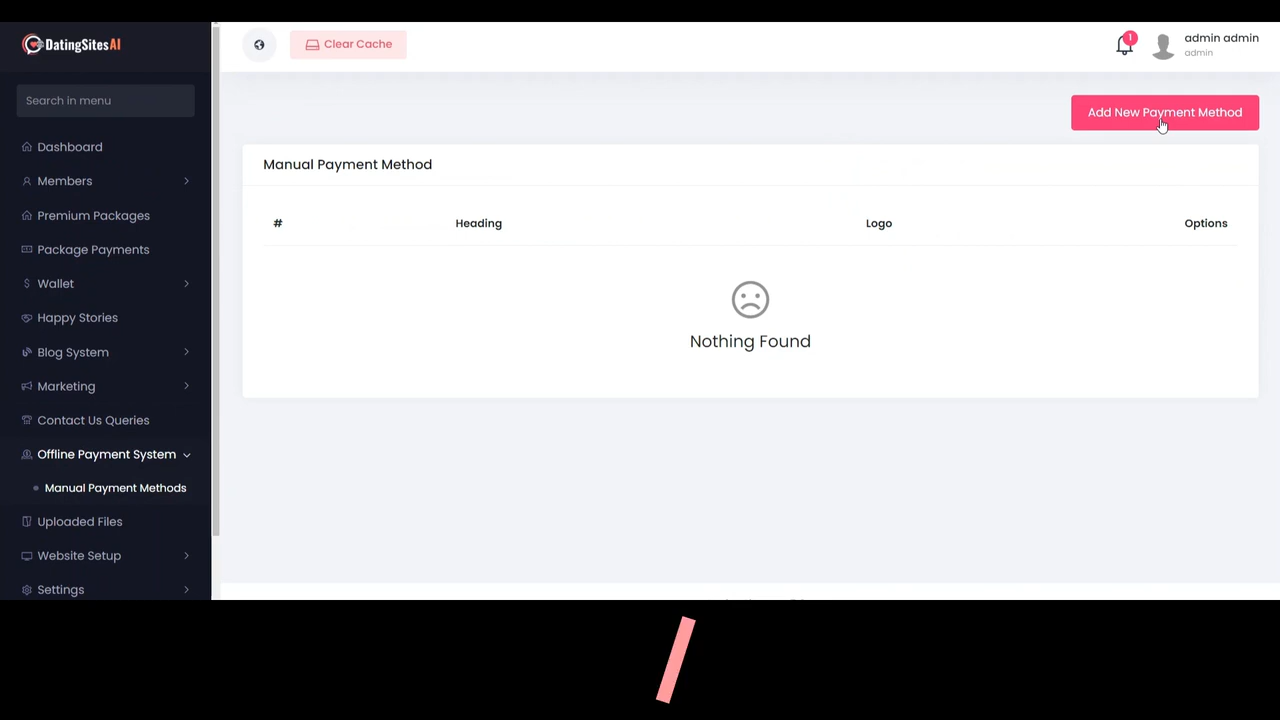 DatingSitesAI
Clear Cache
1
admin admin
admin
Search in menu
Add New Payment Method
Dashboard
Members
Premium Packages
Package Payments
Wallet
Happy Stories
Blog System
Marketing
Contact Us Queries
Offline Payment System
Manual Payment Methods
Uploaded Files
Website Setup
Settings
Manual Payment Method
# Heading Logo Options
Nothing Found